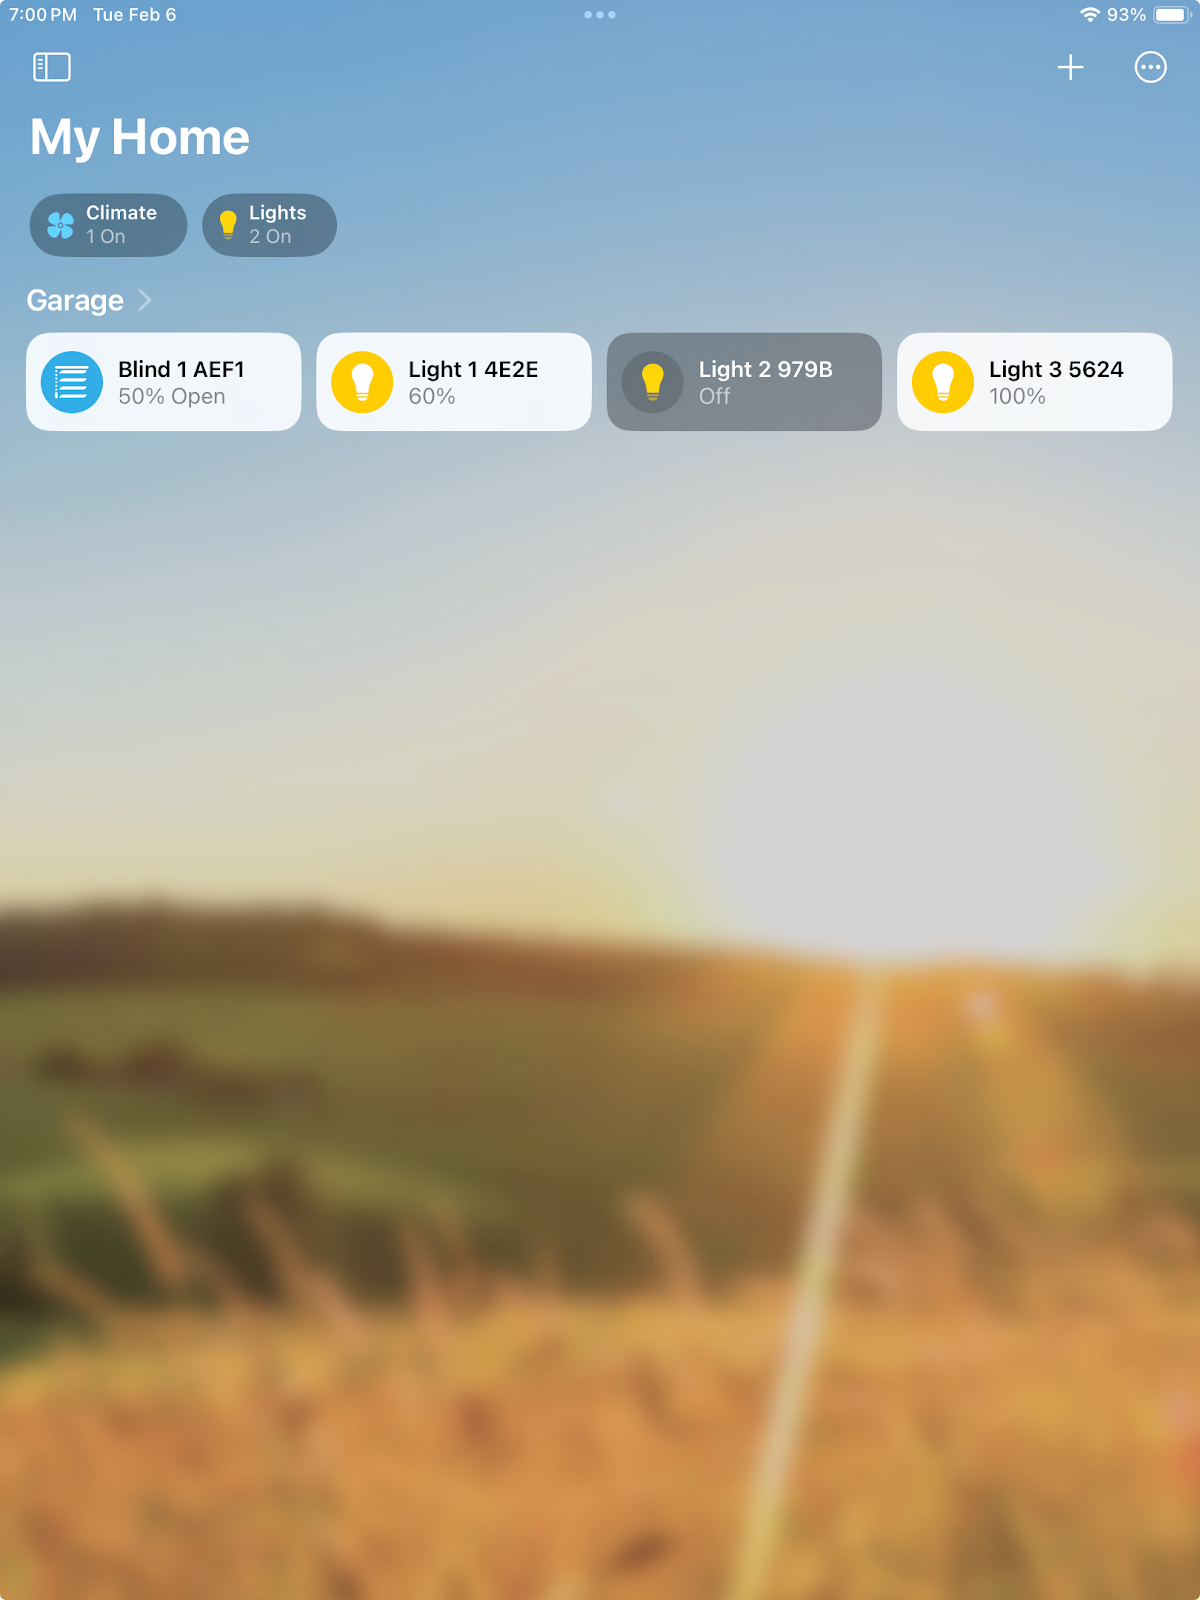 7:00 PM Tue Feb 6
93%
My Home
Climate
1 On
Lights
2 On
Garage
Blind 1 AEF1
50% Open
Light 1 4E2E
60%
Light 2 979B
Off
Light 3 5624
100%